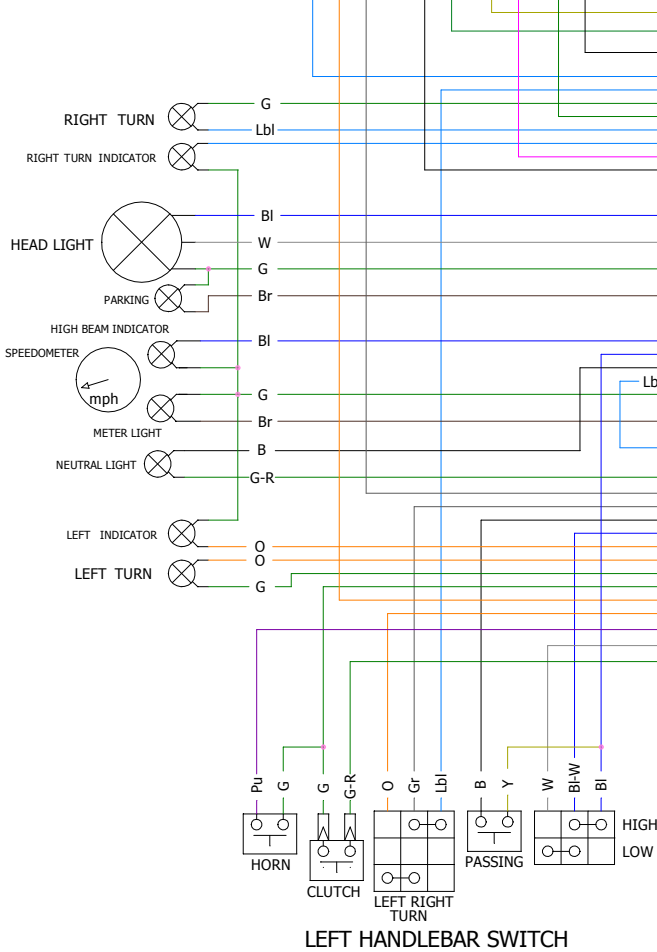 G
RIGHT TURN
Lbl
RIGHT TURN INDICATOR
Bl
HEAD LIGHT
W
G
PARKING
Br
HIGH BEAM INDICATOR
Bl
SPEEDOMETER
Lb
mph
G
Br
METER LIGHT
B
NEUTRAL LIGHT
G-R
LEFT INDICATOR
O
O
LEFT TURN
G
Pu
G
G
G-R
O
Gr
Lbl
B
Y
W
Bl-W
Bl
HIGH
LOW
HORN
PASSING
CLUTCH
LEFT RIGHT
TURN
LEFT HANDLEBAR SWITCH